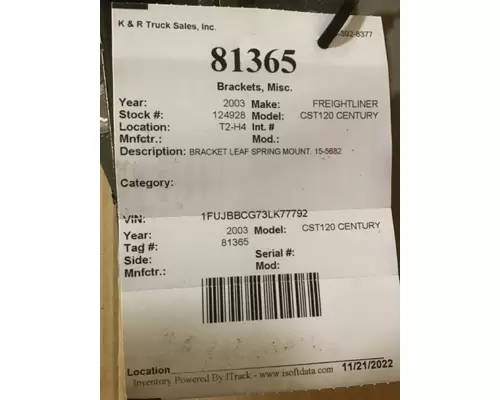 K & R Truck Sales, Inc.
-392-8377
81365
Brackets, Misc.
Year: 2003 Make: FREIGHTLINER
Stock #: 124928 Model: CST120 CENTURY
Location: T2-H4 Int. #
Mnfctr.: Mod.:
Description: BRACKET LEAF SPRING MOUNT. 15-5682
Category:
VIN: 1FUJBBCG73LK77792
Year: 2003 Model: CST120 CENTURY
Tag #: 81365
Side: Serial #:
Mnfctr.: Mod:
Location
Inventory Powered By ITrack - www.isoftdata.com 11/21/2022